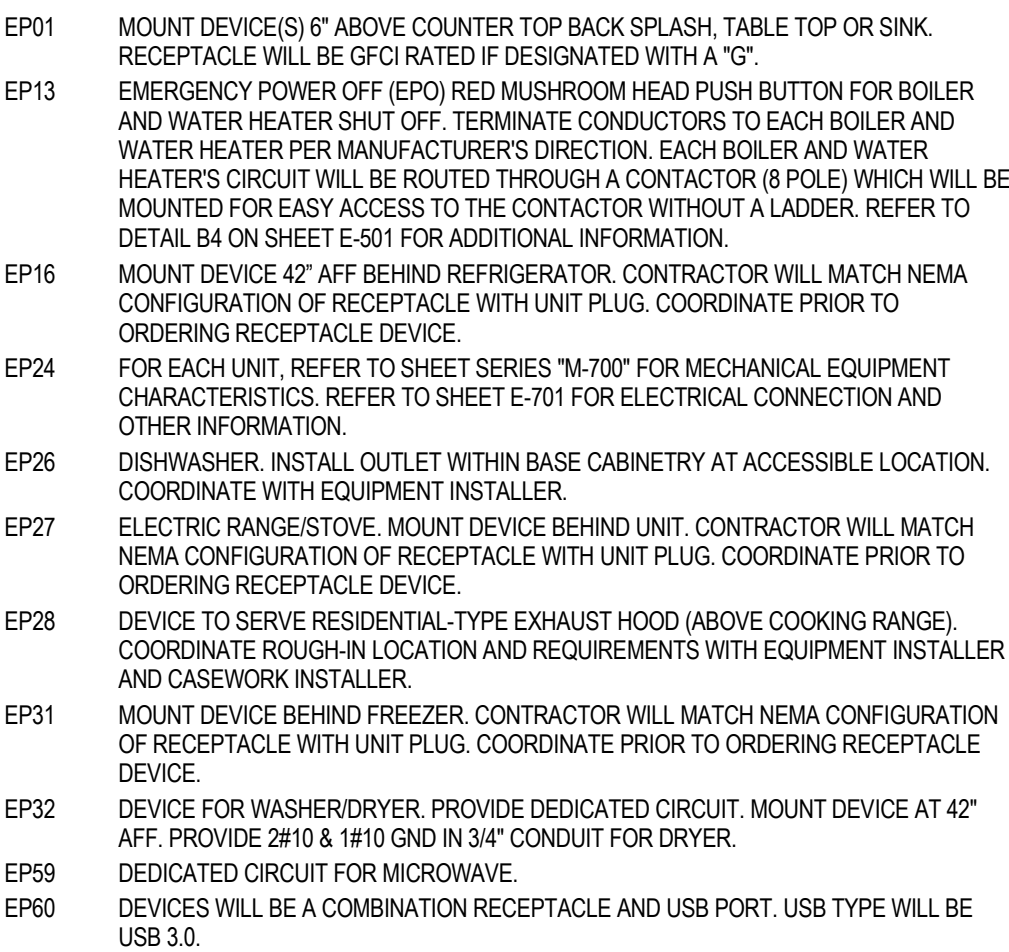 EP01 MOUNT DEVICE(S) 6" ABOVE COUNTER TOP BACK SPLASH, TABLE TOP OR SINK.
RECEPTACLE WILL BE GFCI RATED IF DESIGNATED WITH A "G".
EP13 EMERGENCY POWER OFF (EPO) RED MUSHROOM HEAD PUSH BUTTON FOR BOILER
AND WATER HEATER SHUT OFF. TERMINATE CONDUCTORS TO EACH BOILER AND
WATER HEATER PER MANUFACTURER'S DIRECTION. EACH BOILER AND WATER
HEATER'S CIRCUIT WILL BE ROUTED THROUGH A CONTACTOR (8 POLE) WHICH WILL BE
MOUNTED FOR EASY ACCESS TO THE CONTACTOR WITHOUT A LADDER. REFER TO
DETAIL B4 ON SHEET E-501 FOR ADDITIONAL INFORMATION.
EP16 MOUNT DEVICE 42” AFF BEHIND REFRIGERATOR. CONTRACTOR WILL MATCH NEMA
CONFIGURATION OF RECEPTACLE WITH UNIT PLUG. COORDINATE PRIOR TO
ORDERING RECEPTACLE DEVICE.
EP24 FOR EACH UNIT, REFER TO SHEET SERIES "M-700" FOR MECHANICAL EQUIPMENT
CHARACTERISTICS. REFER TO SHEET E-701 FOR ELECTRICAL CONNECTION AND
OTHER INFORMATION.
EP26 DISHWASHER. INSTALL OUTLET WITHIN BASE CABINETRY AT ACCESSIBLE LOCATION.
COORDINATE WITH EQUIPMENT INSTALLER.
EP27 ELECTRIC RANGE/STOVE. MOUNT DEVICE BEHIND UNIT. CONTRACTOR WILL MATCH
NEMA CONFIGURATION OF RECEPTACLE WITH UNIT PLUG. COORDINATE PRIOR TO
ORDERING RECEPTACLE DEVICE.
EP28 DEVICE TO SERVE RESIDENTIAL-TYPE EXHAUST HOOD (ABOVE COOKING RANGE).
COORDINATE ROUGH-IN LOCATION AND REQUIREMENTS WITH EQUIPMENT INSTALLER
AND CASEWORK INSTALLER.
EP31 MOUNT DEVICE BEHIND FREEZER. CONTRACTOR WILL MATCH NEMA CONFIGURATION
OF RECEPTACLE WITH UNIT PLUG. COORDINATE PRIOR TO ORDERING RECEPTACLE
DEVICE.
EP32 DEVICE FOR WASHER/DRYER. PROVIDE DEDICATED CIRCUIT. MOUNT DEVICE AT 42"
AFF. PROVIDE 2#10 & 1#10 GND IN 3/4" CONDUIT FOR DRYER.
EP59 DEDICATED CIRCUIT FOR MICROWAVE.
EP60 DEVICES WILL BE A COMBINATION RECEPTACLE AND USB PORT. USB TYPE WILL BE
USB 3.0.